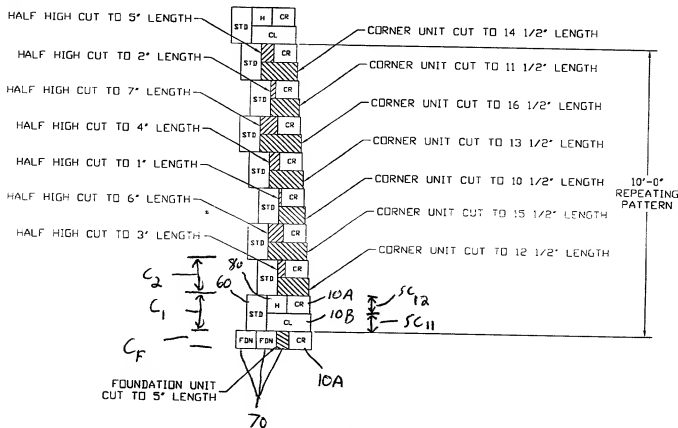 HALF HIGH CUT TO 5" LENGTH
STD H CR
CL
CORNER UNIT CUT TO 14 1/2" LENGTH
HALF HIGH CUT TO 2" LENGTH
STD CR
CORNER UNIT CUT TO 11 1/2" LENGTH
HALF HIGH CUT TO 7" LENGTH
STD CR
CORNER UNIT CUT TO 16 1/2" LENGTH
HALF HIGH CUT TO 4" LENGTH
STD CR
CORNER UNIT CUT TO 13 1/2" LENGTH
HALF HIGH CUT TO 1" LENGTH
STD CR
CORNER UNIT CUT TO 10 1/2" LENGTH
10'-0"
REPEATING
PATTERN
HALF HIGH CUT TO 6" LENGTH
STD CR
CORNER UNIT CUT TO 15 1/2" LENGTH
HALF HIGH CUT TO 3" LENGTH
STD CR
CORNER UNIT CUT TO 12 1/2" LENGTH
STD CR
C2
60 80
H CR 10A SC12
C1
STD CL 10B SC11
CF
FDN FDN CR
10A
FOUNDATION UNIT
CUT TO 5" LENGTH
70